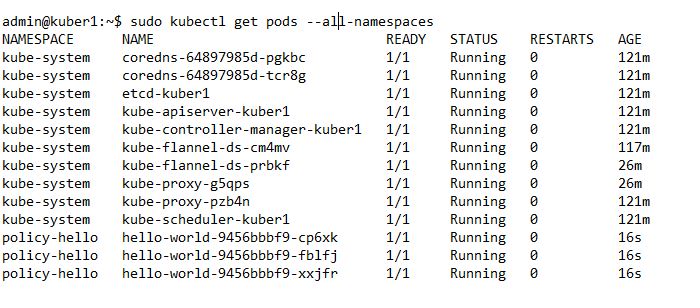 admin@kuber1:~$ sudo kubectl get pods --all-namespaces
NAMESPACE NAME READY STATUS RESTARTS AGE
kube-system coredns-64897985d-pgkbc 1/1 Running 0 121m
kube-system coredns-64897985d-tcr8g 1/1 Running 0 121m
kube-system etcd-kuber1 1/1 Running 0 121m
kube-system kube-apiserver-kuber1 1/1 Running 0 121m
kube-system kube-controller-manager-kuber1 1/1 Running 0 121m
kube-system kube-flannel-ds-cm4mv 1/1 Running 0 117m
kube-system kube-flannel-ds-prbkf 1/1 Running 0 26m
kube-system kube-proxy-g5qps 1/1 Running 0 26m
kube-system kube-proxy-pzb4n 1/1 Running 0 121m
kube-system kube-scheduler-kuber1 1/1 Running 0 121m
policy-hello hello-world-9456bbbf9-cp6xk 1/1 Running 0 16s
policy-hello hello-world-9456bbbf9-fblfj 1/1 Running 0 16s
policy-hello hello-world-9456bbbf9-xxjfr 1/1 Running 0 16s